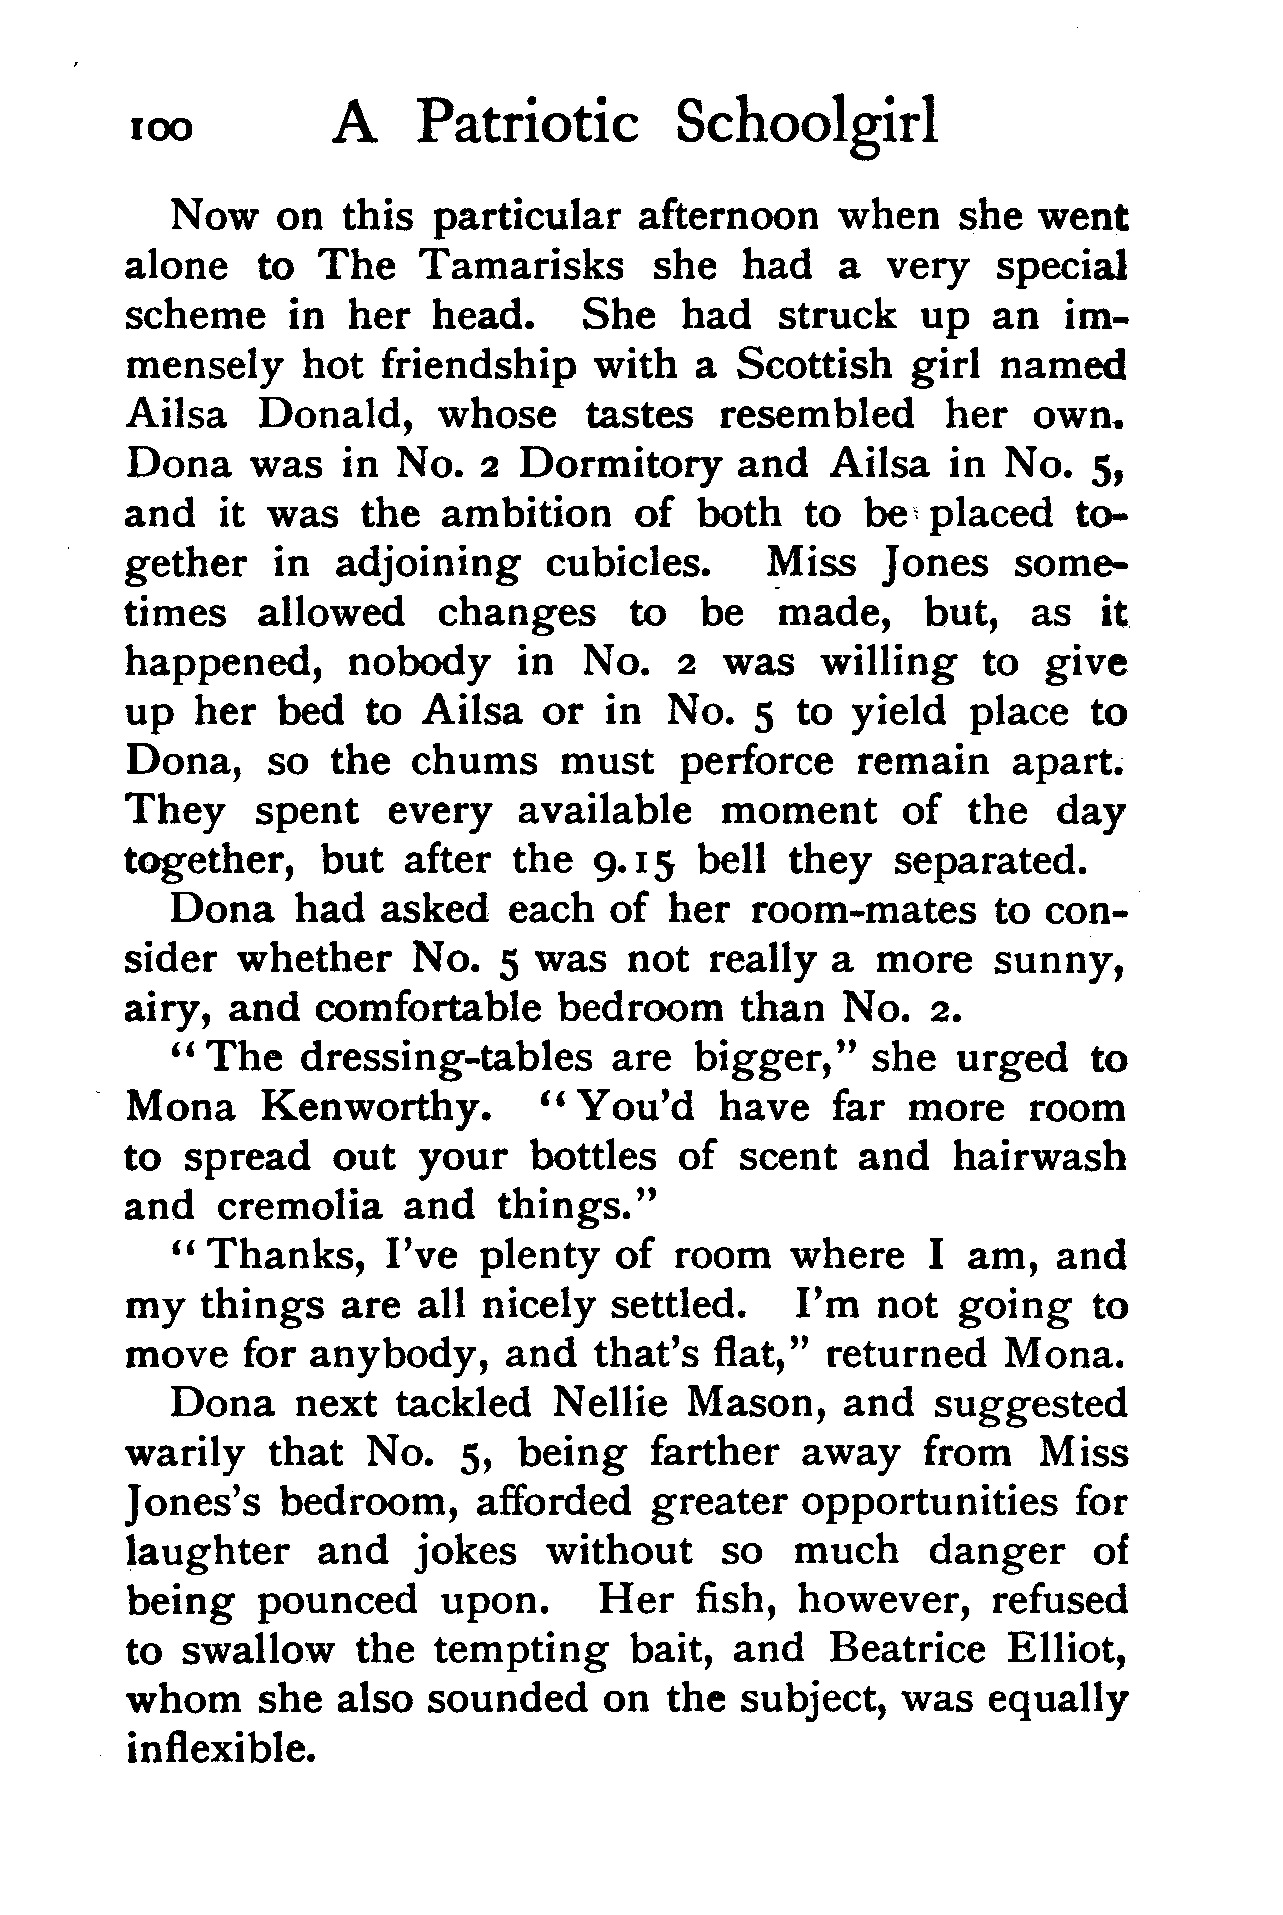 100 A Patriotic Schoolgirl
Now on this particular afternoon when she went
alone to The Tamarisks she had a very special
scheme in her head. She had struck up an im-
mensely hot friendship with a Scottish girl named
Ailsa Donald, whose tastes resembled her own.
Dona was in No. 2 Dormitory and Ailsa in No. 5,
and it was the ambition of both to be placed to-
gether in adjoining cubicles. Miss Jones some-
times allowed changes to be made, but, as it
happened, nobody in No. 2 was willing to give
up her bed to Ailsa or in No. 5 to yield place to
Dona, so the chums must perforce remain apart.
They spent every available moment of the day
together, but after the 9.15 bell they separated.
Dona had asked each of her room-mates to con-
sider whether No. 5 was not really a more sunny,
airy, and comfortable bedroom than No. 2.
“The dressing-tables are bigger,” she urged to
Mona Kenworthy. “You’d have far more room
to spread out your bottles of scent and hairwash
and cremolia and things.”
“Thanks, I’ve plenty of room where I am, and
my things are all nicely settled. I’m not going to
move for anybody, and that’s flat,” returned Mona.
Dona next tackled Nellie Mason, and suggested
warily that No. 5, being farther away from Miss
Jones’s bedroom, afforded greater opportunities for
laughter and jokes without so much danger of
being pounced upon. Her fish, however, refused
to swallow the tempting bait, and Beatrice Elliot,
whom she also sounded on the subject, was equally
inflexible.